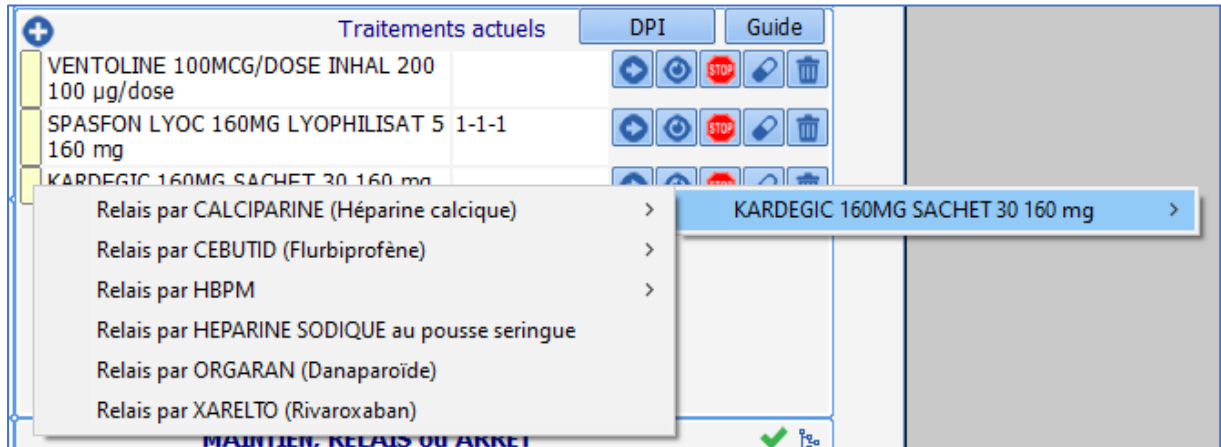 Traitements actuels DPI Guide
VENTOLINE 100MCG/DOSE INHAL 200
100 µg/dose
STOP
SPASFON LYOC 160MG LYOPHILISAT 5 1-1-1
160 mg
STOP
KARDEGIC 160MG SACHET 30 160 mg
Relais par CALCIPARINE (Héparine calcique) > KARDEGIC 160MG SACHET 30 160 mg >
Relais par CEBUTID (Flurbiprofène) >
Relais par HBPM >
Relais par HEPARINE SODIQUE au pousse seringue
Relais par ORGARAN (Danaparoïde)
Relais par XARELTO (Rivaroxaban)
MAINTIEN, RELAIS ou ARRET